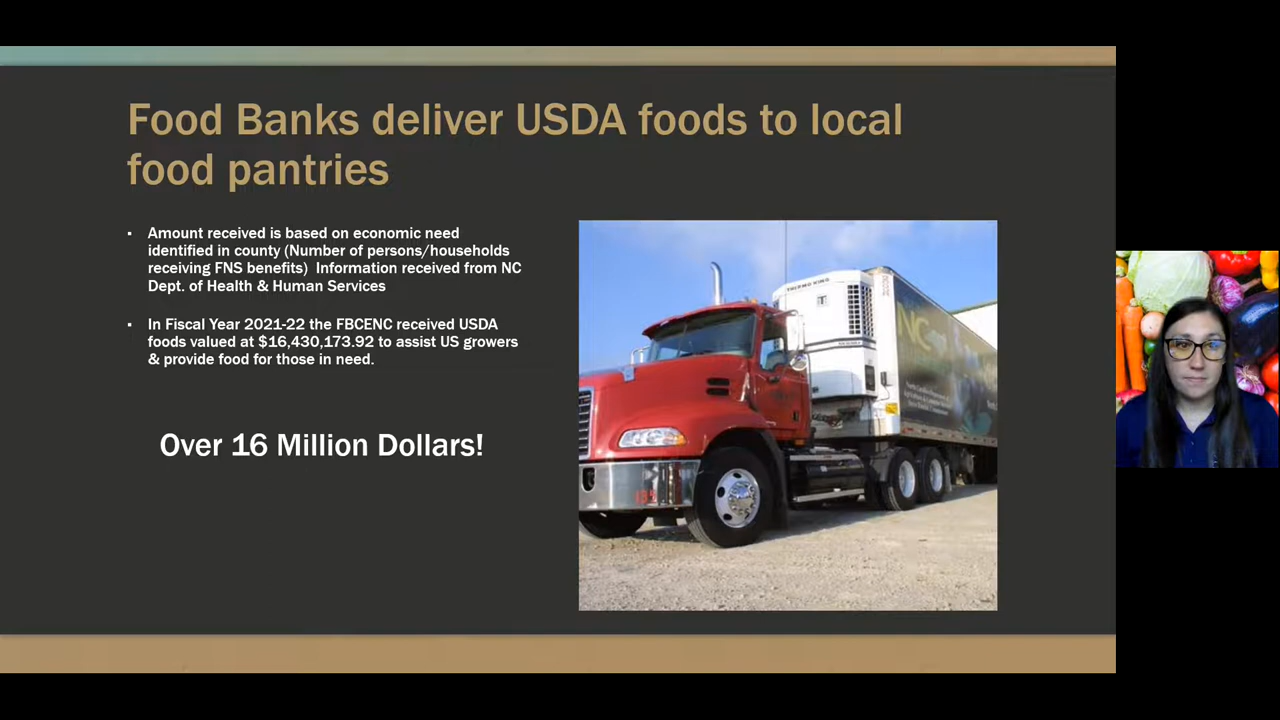 Food Banks deliver USDA foods to local
food pantries
▪ Amount received is based on economic need
identified in county (Number of persons/households
receiving FNS benefits)  Information received from NC
Dept. of Health & Human Services
▪ In Fiscal Year 2021-22 the FBCENC received USDA
foods valued at $16,430,173.92 to assist US growers
& provide food for those in need.
Over 16 Million Dollars!
THERMO KING
NC